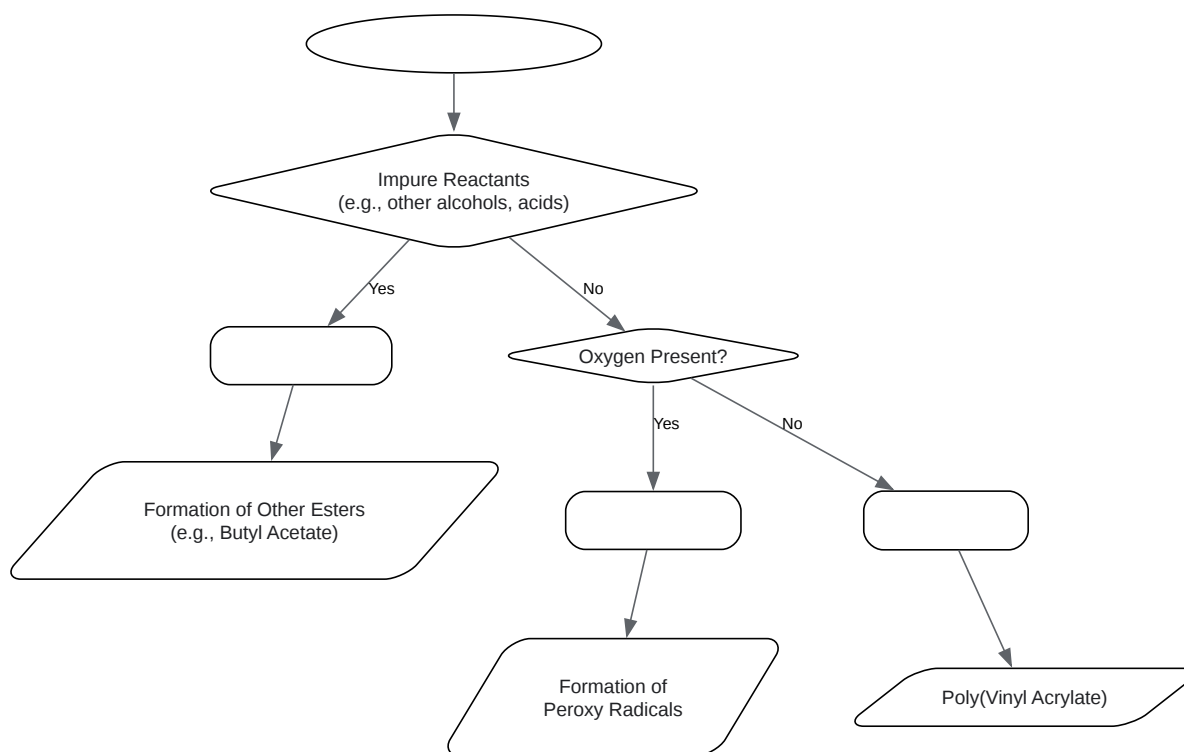 Impure Reactants
(e.g., other alcohols, acids)
Yes
No
Oxygen Present?
Yes
No
Formation of Other Esters
(e.g., Butyl Acetate)
Formation of
Peroxy Radicals
Poly(Vinyl Acrylate)